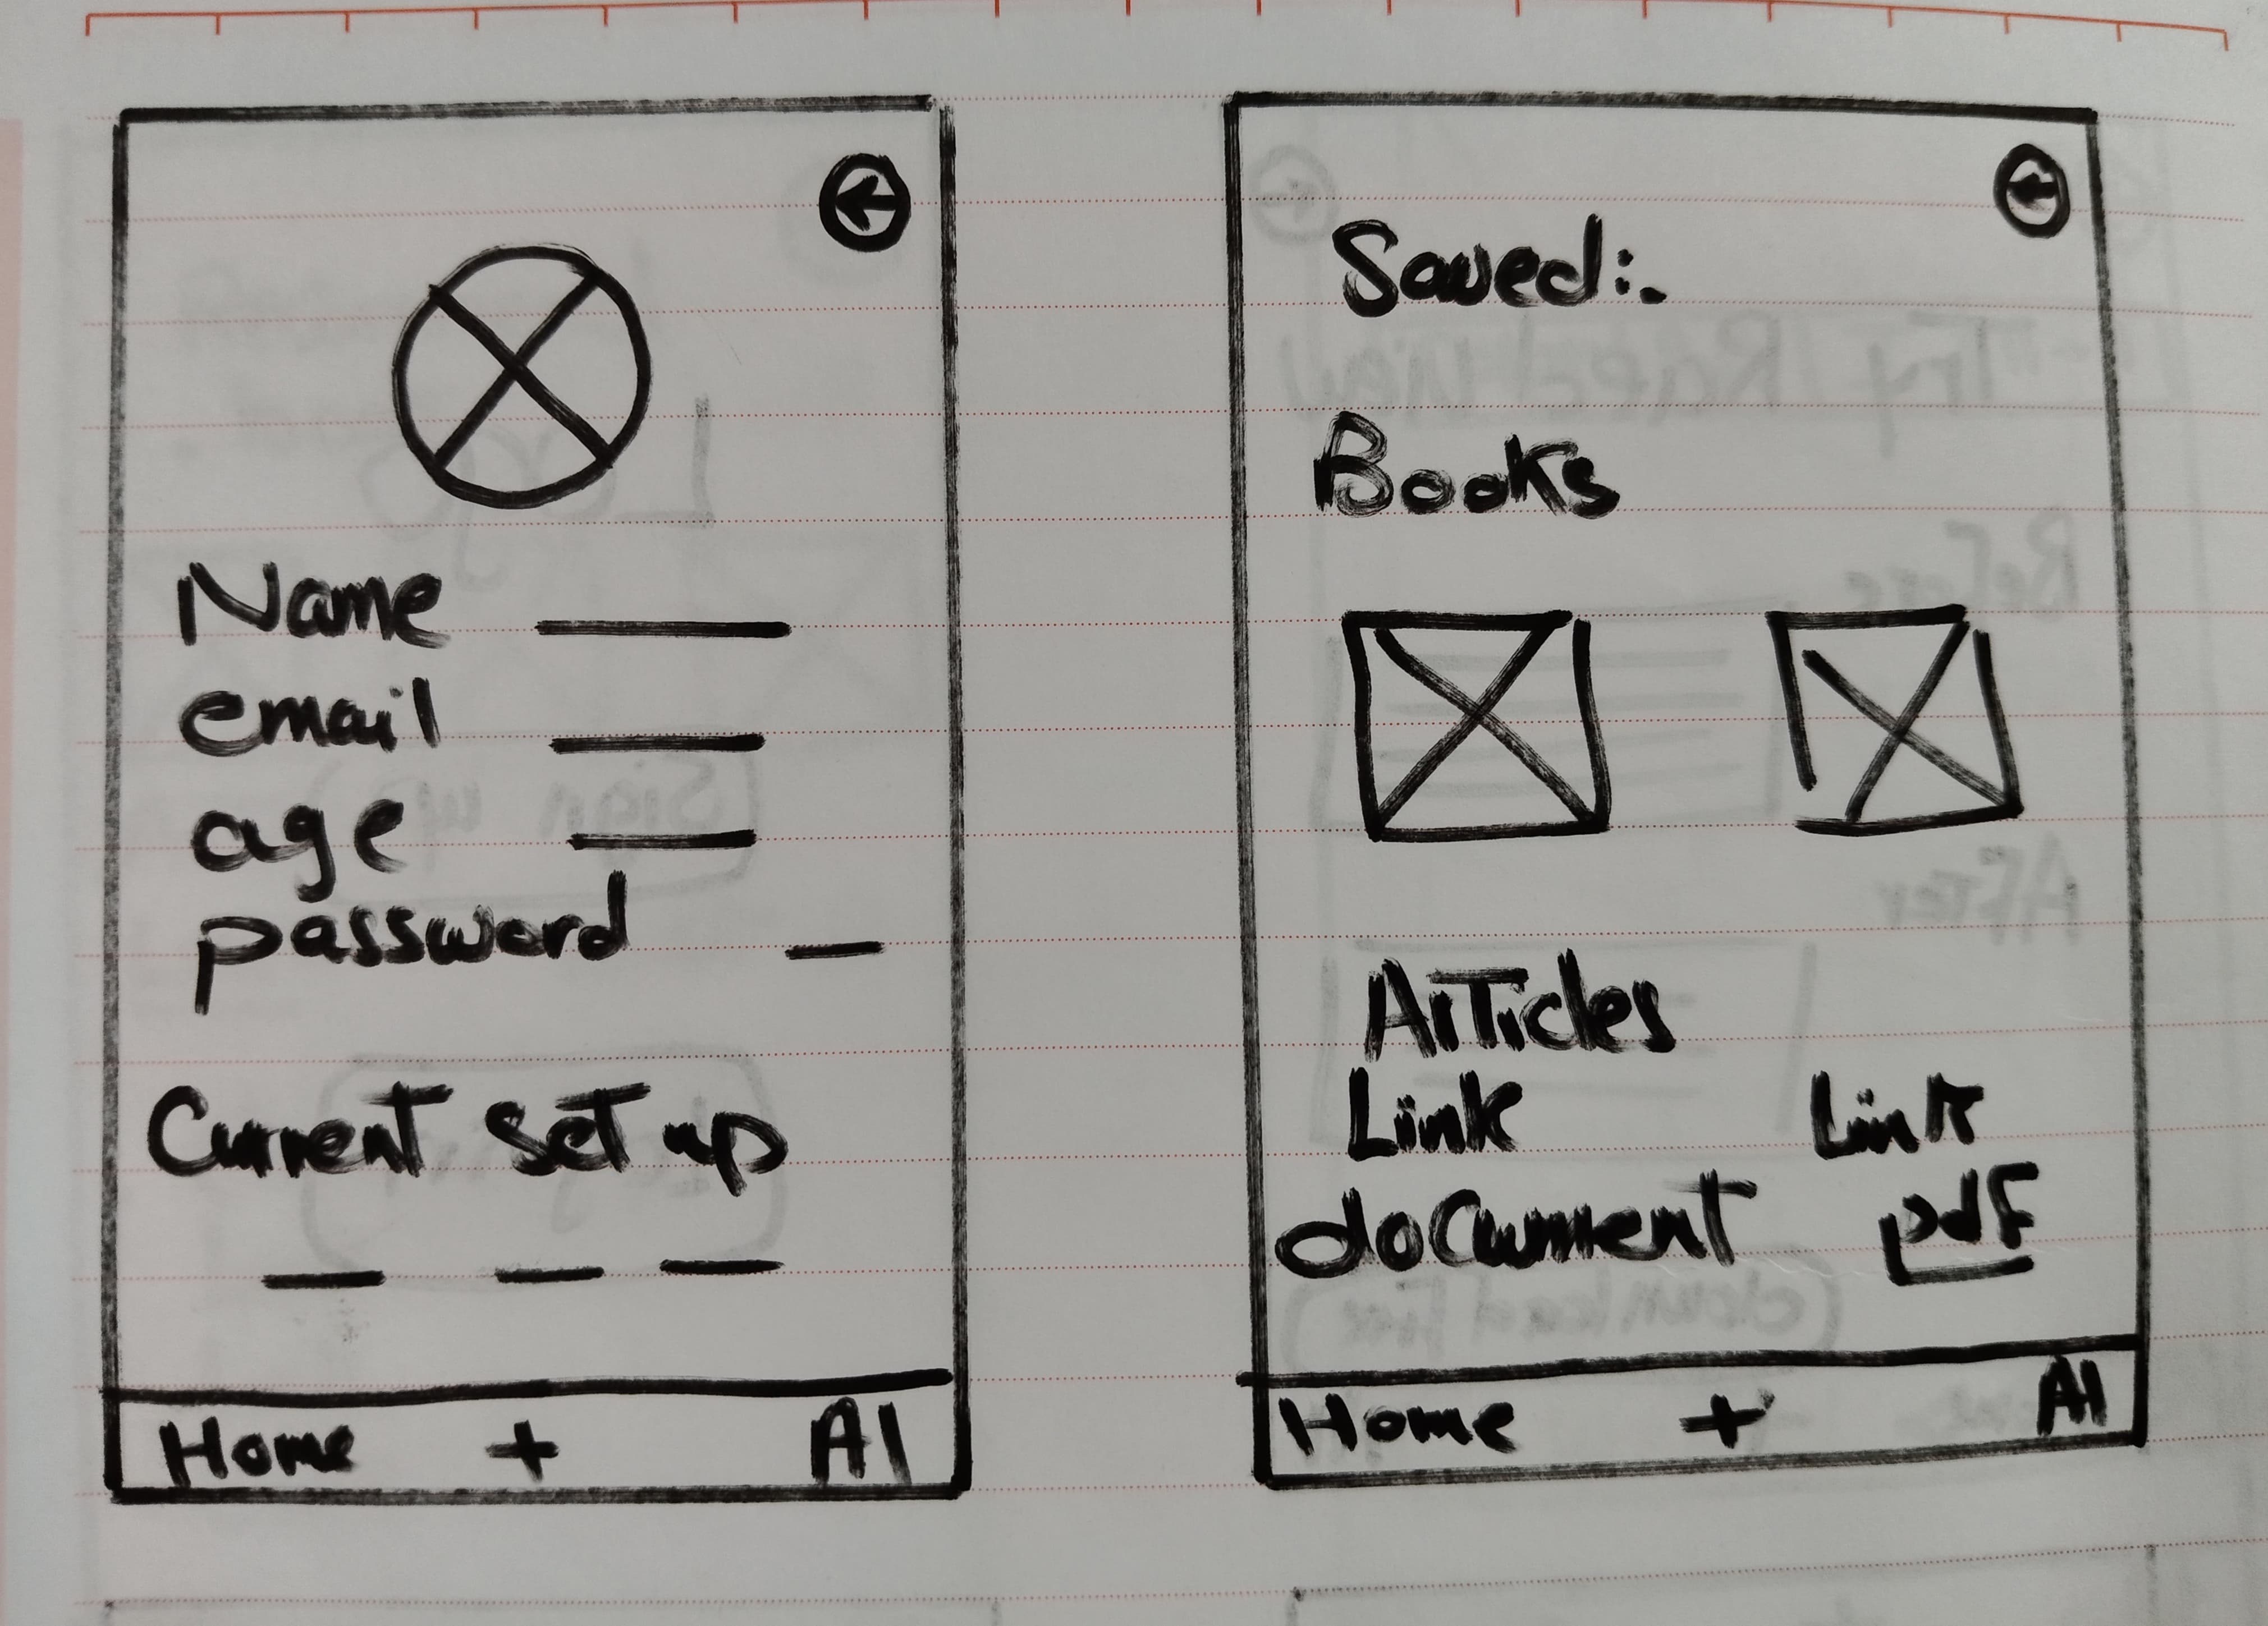 Name
email
age
password
Current set up
Home + AI
Saved:.
Books
Articles
Link Link
document pdf
Home + AI